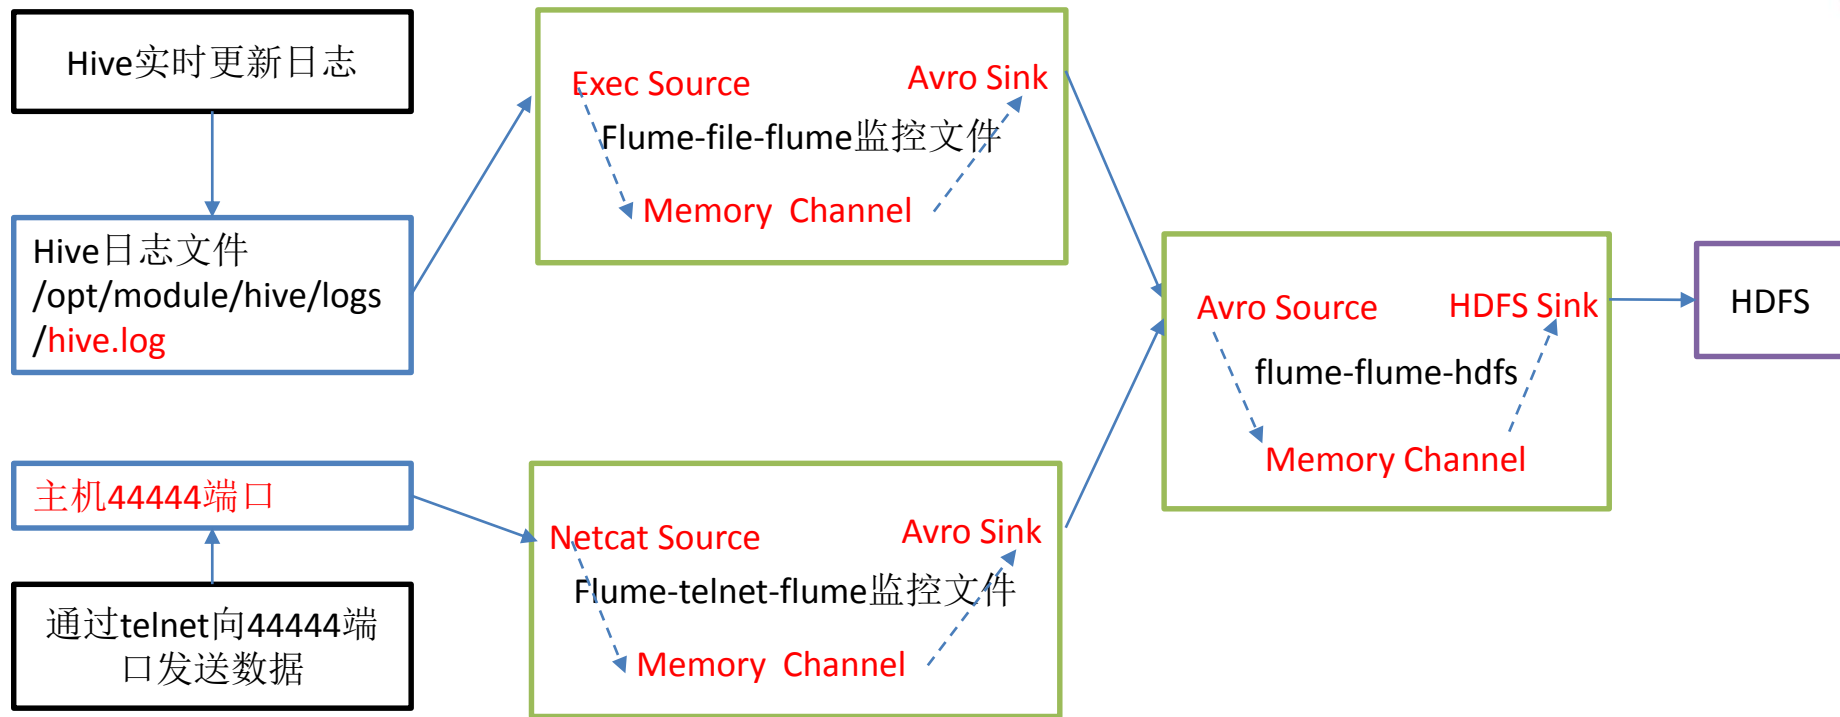 Hive实时更新日志
Hive日志文件
/opt/module/hive/logs
/hive.log
Exec Source
Avro Sink
Flume-file-flume监控文件
Memory Channel
主机44444端口
通过telnet向44444端
口发送数据
Netcat Source
Avro Sink
Flume-telnet-flume监控文件
Memory Channel
Avro Source
HDFS Sink
flume-flume-hdfs
Memory Channel
HDFS